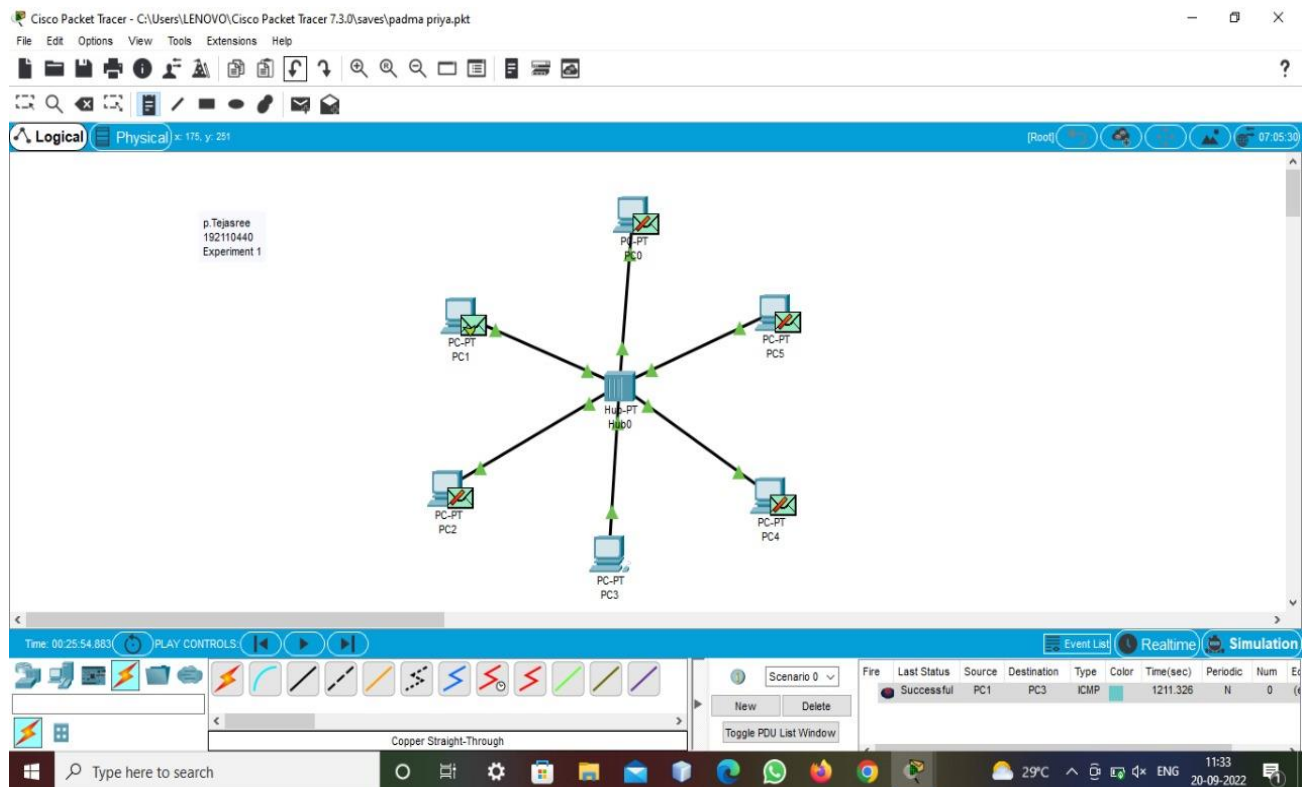 Cisco Packet Tracer - C:\Users\LENOVO\Cisco Packet Tracer 7.3.0\saves\padma priya.pkt
File Edit Options View Tools Extensions Help
?
Logical Physical x: 175, y: 251 [Root] 07:05:30
p.Tejasree
192110440
Experiment 1
PC-PT
PC0
PC-PT
PC1
PC-PT
PC5
Hub-PT
Hub0
PC-PT
PC2
PC-PT
PC4
PC-PT
PC3
Time: 00:25:54.883 PLAY CONTROLS: Event List Realtime Simulation
Scenario 0
New Delete
Toggle PDU List Window
Fire Last Status Source Destination Type Color Time(sec) Periodic Num
Successful PC1 PC3 ICMP 1211.326 N 0
Copper Straight-Through
Type here to search
29°C ENG 11:33
20-09-2022